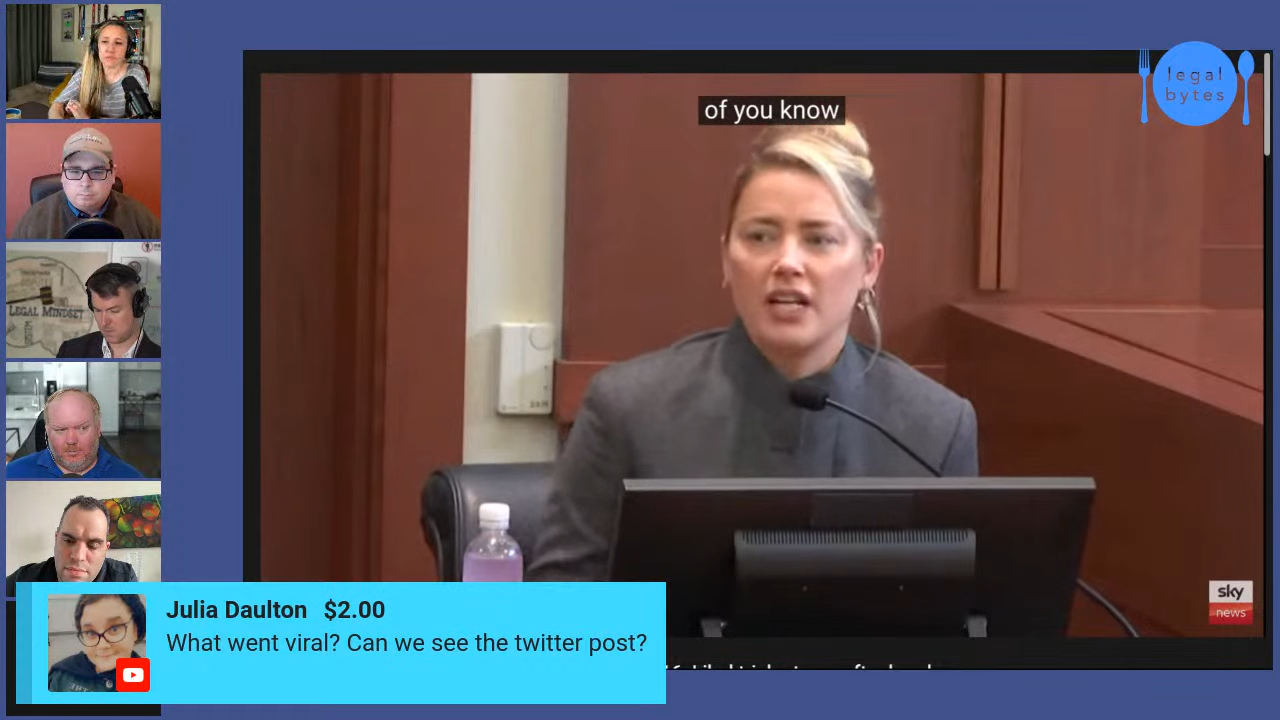 of you know
legal
bytes
LEGAL MINDSET
sky
news
Julia Daulton $2.00
What went viral? Can we see the twitter post?